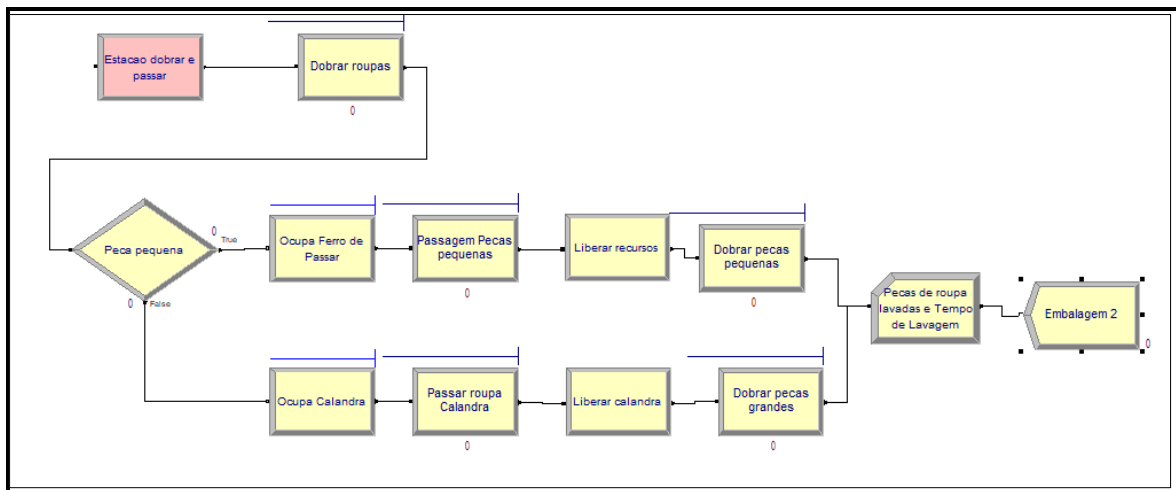 Estacao dobrar e
passar
Dobrar roupas
0
Peca pequena
0
True
0
False
Ocupa Ferro de
Passar
Passagem Pecas
pequenas
0
Liberar recursos
Dobrar pecas
pequenas
0
Pecas de roupa
lavadas e Tempo
de Lavagem
Embalagem 2
0
Ocupa Calandra
Passar roupa
Calandra
0
Liberar calandra
Dobrar pecas
grandes
0